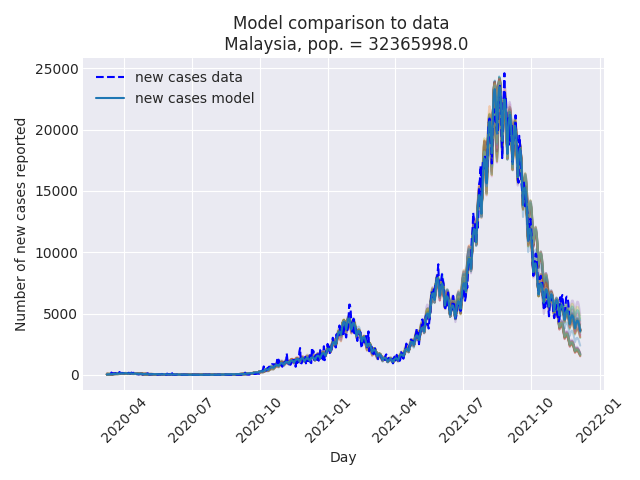 Model comparison to data
Malaysia, pop. = 32365998.0
new cases data
new cases model
Number of new cases reported
25000
20000
15000
10000
5000
0
2020-04
2020-07
2020-10
2021-01
2021-04
2021-07
2021-10
2022-01
Day